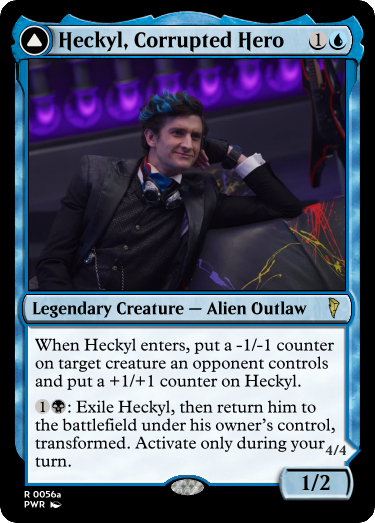 Heckyl, Corrupted Hero 1
Legendary Creature — Alien Outlaw
When Heckyl enters, put a -1/-1 counter
on target creature an opponent controls
and put a +1/+1 counter on Heckyl.
1: Exile Heckyl, then return him to
the battlefield under his owner's control,
transformed. Activate only during your
turn.
4/4
1/2
R 0056a
PWR